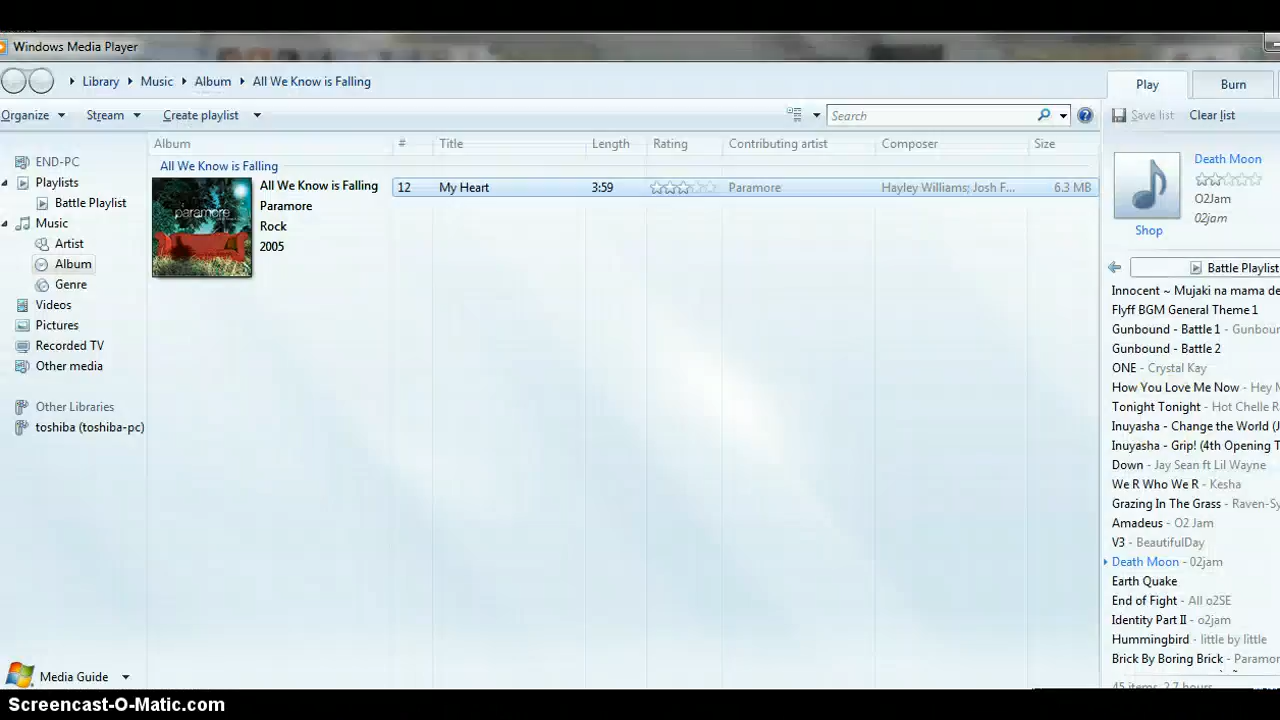 Windows Media Player
Library Music Album All We Know is Falling
Play Burn
Organize Stream Create playlist Search Save list Clear list
Album # Title Length Rating Contributing artist Composer Size
All We Know is Falling
paramore
All We Know is Falling
Paramore
Rock
2005
12 My Heart 3:59 Paramore Hayley Williams; Josh F... 6.3 MB
END-PC
Playlists
Battle Playlist
Music
Artist
Album
Genre
Videos
Pictures
Recorded TV
Other media
Other Libraries
toshiba (toshiba-pc)
Death Moon
O2Jam
02jam
Shop
Battle Playlist
Innocent ~ Mujaki na mama de
Flyff BGM General Theme 1
Gunbound - Battle 1 - Gunbou
Gunbound - Battle 2
ONE - Crystal Kay
How You Love Me Now - Hey M
Tonight Tonight - Hot Chelle R
Inuyasha - Change the World (J
Inuyasha - Grip! (4th Opening T
Down - Jay Sean ft Lil Wayne
We R Who We R - Kesha
Grazing In The Grass - Raven-Sy
Amadeus - O2 Jam
V3 - BeautifulDay
Death Moon - 02jam
Earth Quake
End of Fight - All o2SE
Identity Part II - o2jam
Hummingbird - little by little
Brick By Boring Brick - Paramor
45 items, 2.7 hours
Media Guide
Screencast-O-Matic.com